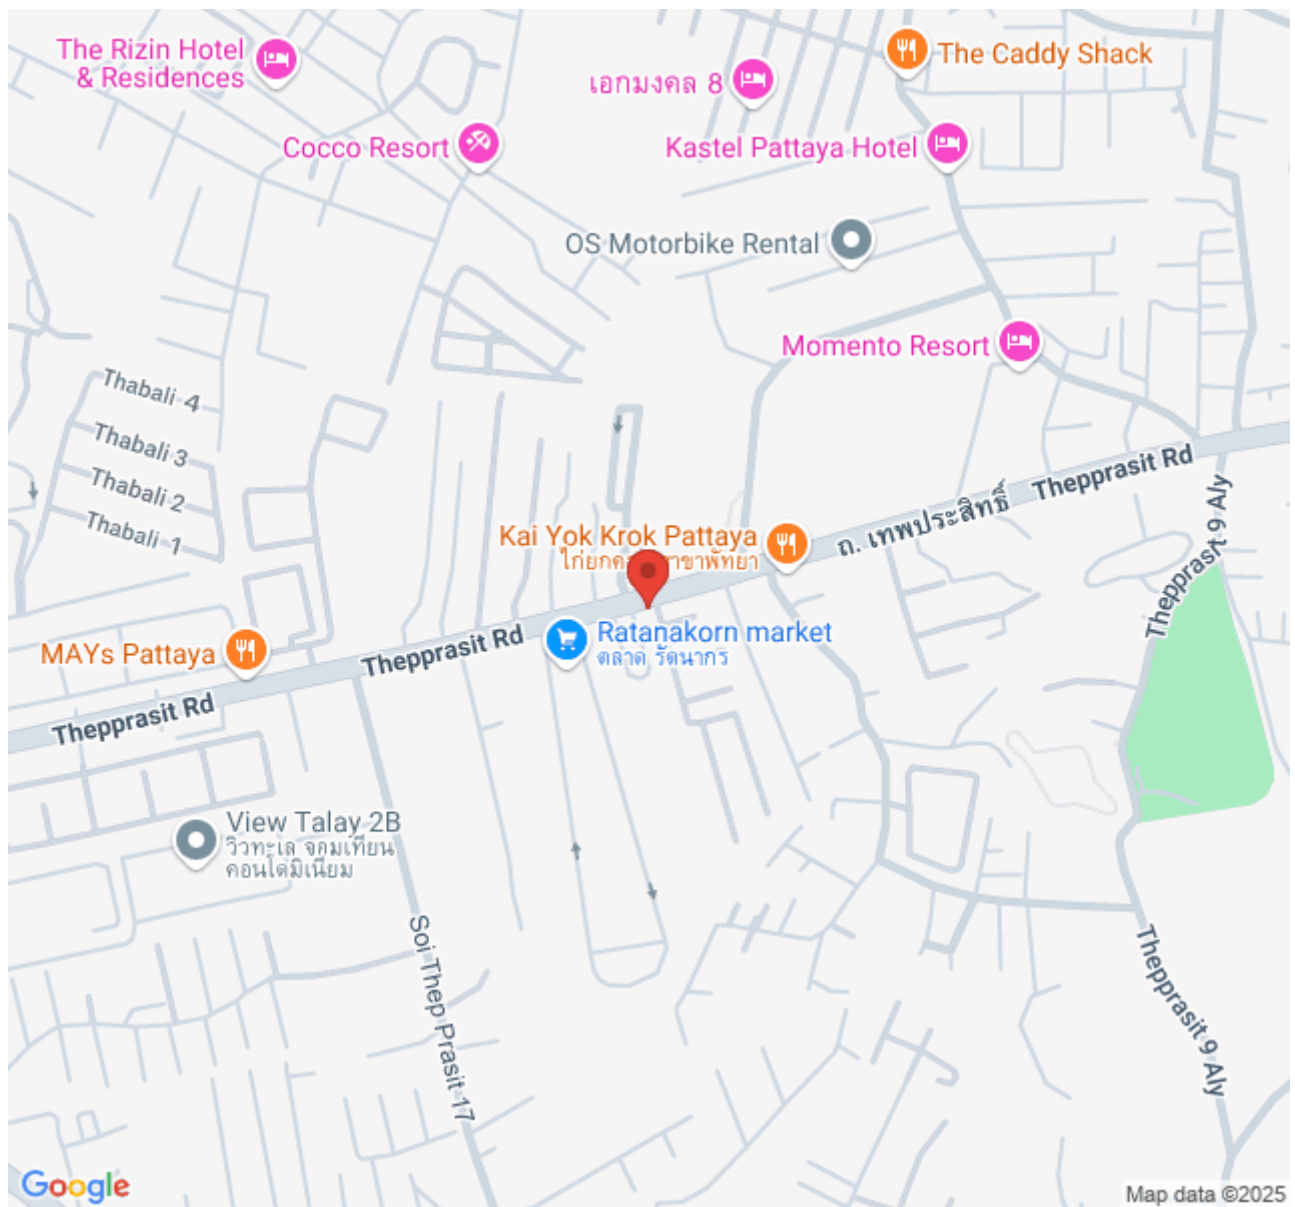 The Rizin Hotel
& Residences
เอกมงคล 8
The Caddy Shack
Cocco Resort
Kastel Pattaya Hotel
OS Motorbike Rental
Momento Resort
Thabali 4
Thabali 3
Thabali 2
Thabali 1
Thepprasit Rd
ถ. เทพประสิทธิ์
Thepprasit 9 Aly
Kai Yok Krok Pattaya
Ratanakorn market
ตลาด รัตนากร
Thepprasit Rd
MAYs Pattaya
Thepprasit Rd
View Talay 2B
วิวทะเล จอมเทียน
คอนโดมิเนียม
Soi Thep Prasit 17
Thepprasit 9 Aly
Google
Map data ©2025